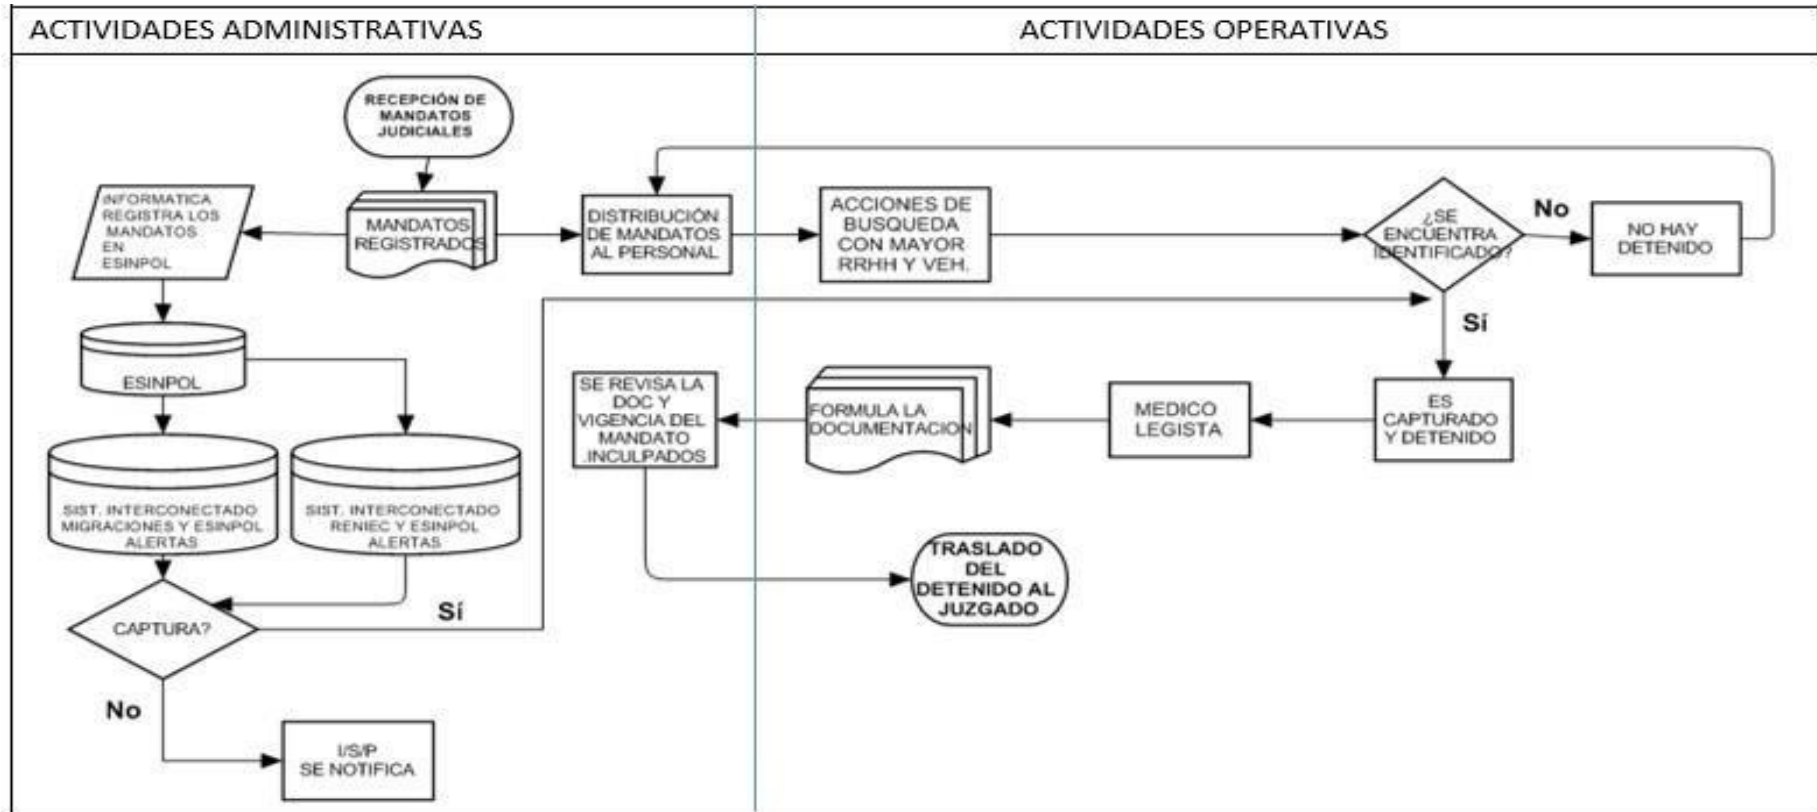 ACTIVIDADES ADMINISTRATIVAS
ACTIVIDADES OPERATIVAS
RECEPCIÓN DE
MANDATOS
JUDICIALES
INFORMATICA
REGISTRA LOS
MANDATOS
EN
ESINPOL
MANDATOS
REGISTRADOS
DISTRIBUCIÓN
DE MANDATOS
AL PERSONAL
ACCIONES DE
BUSQUEDA
CON MAYOR
RRHH Y VEH.
¿SE
ENCUENTRA
IDENTIFICADO?
No
NO HAY
DETENIDO
Sí
ESINPOL
SE REVISA LA
DOC Y
VIGENCIA DEL
MANDATO
.INCULPADOS
FORMULA LA
DOCUMENTACION
MEDICO
LEGISTA
ES
CAPTURADO
Y DETENIDO
SIST. INTERCONECTADO
MIGRACIONES Y ESINPOL
ALERTAS
SIST. INTERCONECTADO
RENIEC Y ESINPOL
ALERTAS
TRASLADO
DEL
DETENIDO AL
JUZGADO
CAPTURA?
Sí
No
I/S/P
SE NOTIFICA